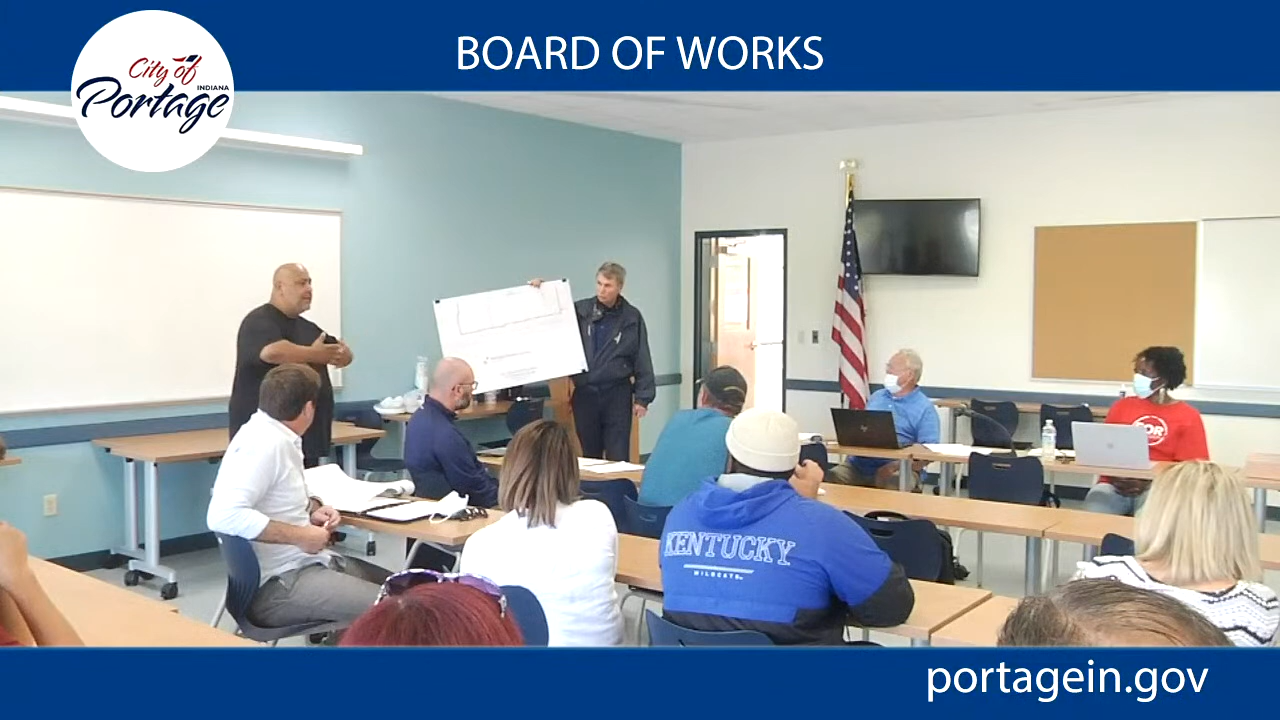 BOARD OF WORKS
City of
INDIANA
Portage
KENTUCKY
WILDCATS
portagein.gov